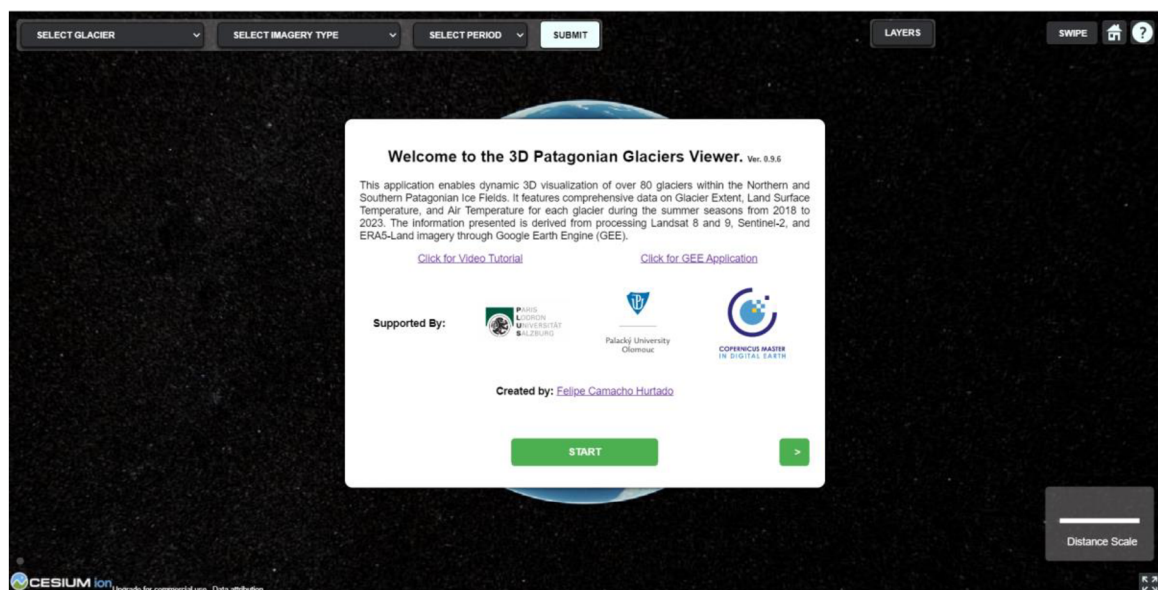 SELECT GLACIER SELECT IMAGERY TYPE SELECT PERIOD SUBMIT LAYERS SWIPE ?
Welcome to the 3D Patagonian Glaciers Viewer. Ver. 0.9.6
This application enables dynamic 3D visualization of over 80 glaciers within the Northern and
Southern Patagonian Ice Fields. It features comprehensive data on Glacier Extent, Land Surface
Temperature, and Air Temperature for each glacier during the summer seasons from 2018 to
2023. The information presented is derived from processing Landsat 8 and 9, Sentinel-2, and
ERA5-Land imagery through Google Earth Engine (GEE).
Click for Video Tutorial Click for GEE Application
Supported By:
PARIS
LODRON
UNIVERSITÄT
SALZBURG
Palacký University
Olomouc
COPERNICUS MASTER
IN DIGITAL EARTH
Created by: Felipe Camacho Hurtado
START >
Distance Scale
CESIUM ion Upgrade for commercial use. Data attribution